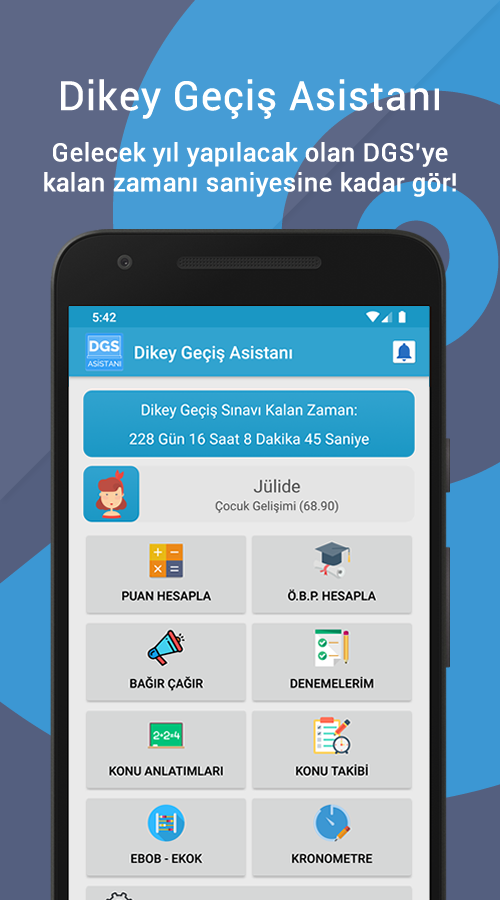 Dikey Geçiş Asistanı
Gelecek yıl yapılacak olan DGS'ye
kalan zamanı saniyesine kadar gör!
5:42
DGS
ASİSTANI
Dikey Geçiş Asistanı
Dikey Geçiş Sınavı Kalan Zaman:
228 Gün 16 Saat 8 Dakika 45 Saniye
Jülide
Çocuk Gelişimi (68.90)
PUAN HESAPLA
Ö.B.P. HESAPLA
BAĞIR ÇAĞIR
DENEMELERİM
2×2=4
KONU ANLATIMLARI
KONU TAKİBİ
EBOB - EKOK
KRONOMETRE